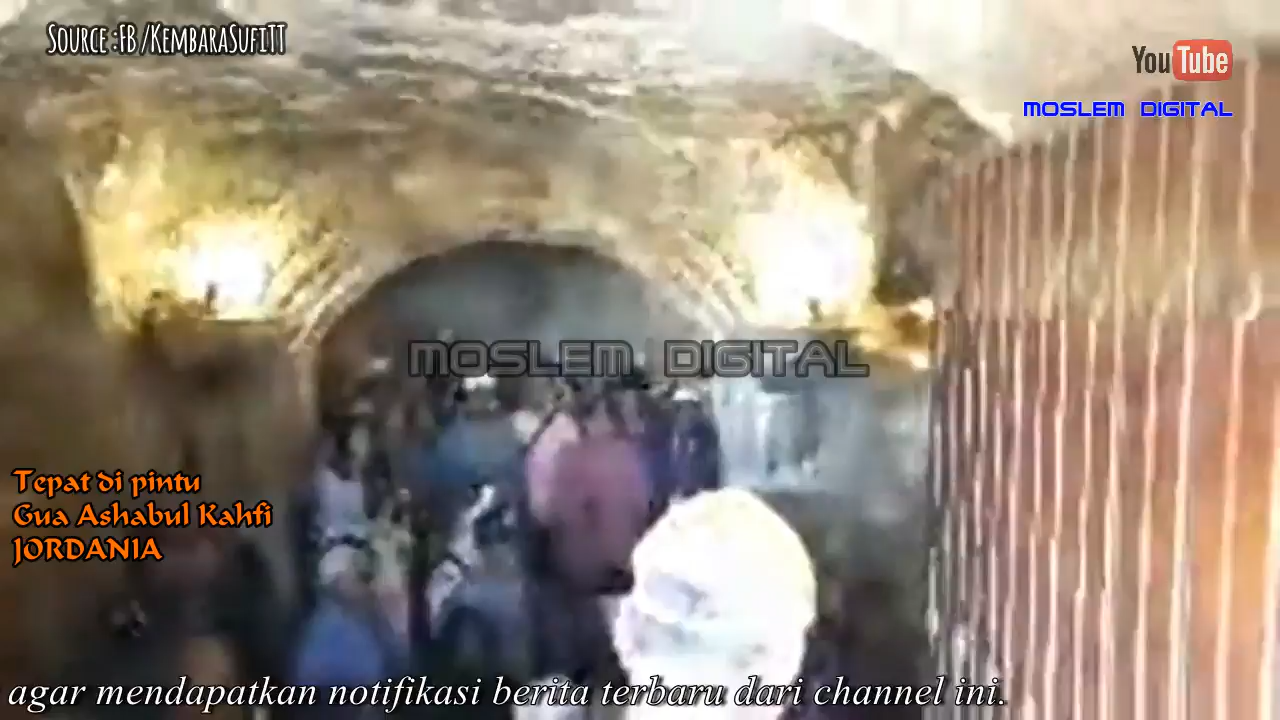 Source :FB /KembaraSufiTT
YouTube
MOSLEM DIGITAL
MOSLEM DIGITAL
Tepat di pintu
Gua Ashabul Kahfi
JORDANIA
agar mendapatkan notifikasi berita terbaru dari channel ini.